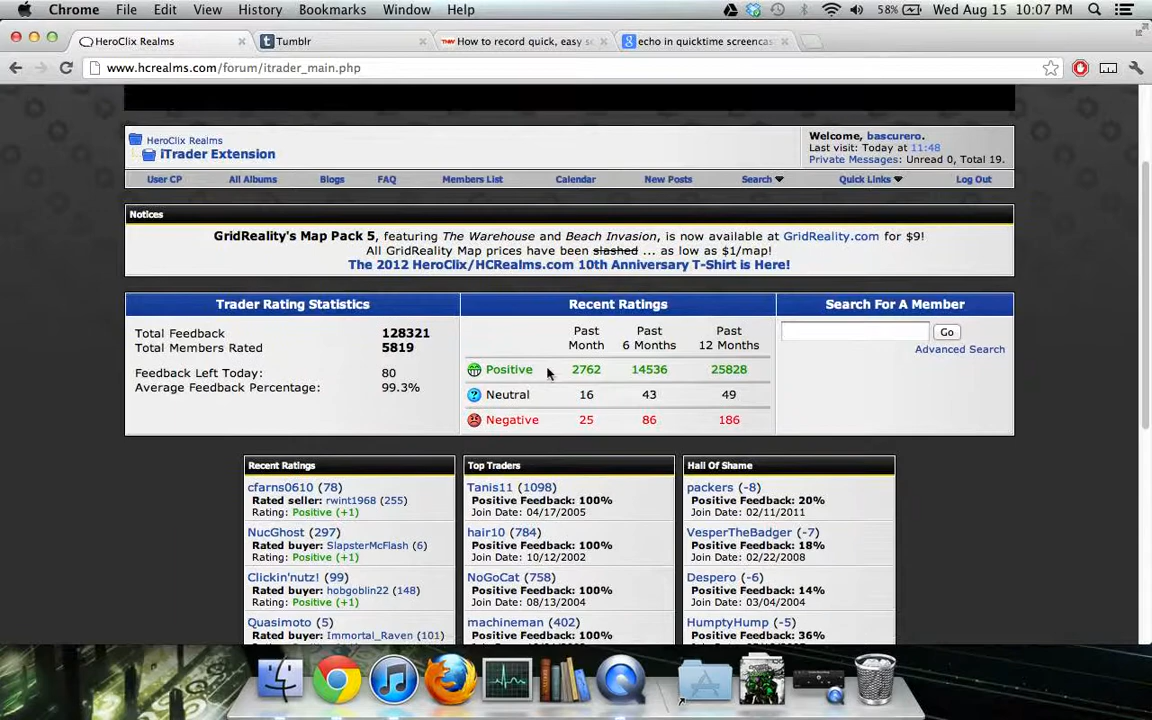 Chrome File Edit View History Bookmarks Window Help 58% Wed Aug 15 10:07 PM
HeroClix Realms Tumblr How to record quick, easy echo in quicktime screencas
www.hcrealms.com/forum/itrader_main.php
HeroClix Realms
iTrader Extension
Welcome, bascurero.
Last visit: Today at 11:48
Private Messages: Unread 0, Total 19.
User CP All Albums Blogs FAQ Members List Calendar New Posts Search Quick Links Log Out
Notices
GridReality's Map Pack 5, featuring The Warehouse and Beach Invasion, is now available at GridReality.com for $9!
All GridReality Map prices have been slashed ... as low as $1/map!
The 2012 HeroClix/HCRealms.com 10th Anniversary T-Shirt is Here!
Trader Rating Statistics
Total Feedback 128321
Total Members Rated 5819
Feedback Left Today: 80
Average Feedback Percentage: 99.3%
Recent Ratings
Past Month Past 6 Months Past 12 Months
Positive 2762 14536 25828
Neutral 16 43 49
Negative 25 86 186
Search For A Member
Go
Advanced Search
Recent Ratings
cfarns0610 (78)
Rated seller: rwint1968 (255)
Rating: Positive (+1)
NucGhost (297)
Rated buyer: SlapsterMcFlash (6)
Rating: Positive (+1)
Clickin'nutz! (99)
Rated buyer: hobgoblin22 (148)
Rating: Positive (+1)
Quasimoto (5)
Rated buyer: Immortal_Raven (101)
Top Traders
Tanis11 (1098)
Positive Feedback: 100%
Join Date: 04/17/2005
hair10 (784)
Positive Feedback: 100%
Join Date: 10/12/2002
NoGoCat (758)
Positive Feedback: 100%
Join Date: 08/13/2004
machineman (402)
Positive Feedback: 100%
Hall Of Shame
packers (-8)
Positive Feedback: 20%
Join Date: 02/11/2011
VesperTheBadger (-7)
Positive Feedback: 18%
Join Date: 02/22/2008
Despero (-6)
Positive Feedback: 14%
Join Date: 03/04/2004
HumptyHump (-5)
Positive Feedback: 36%